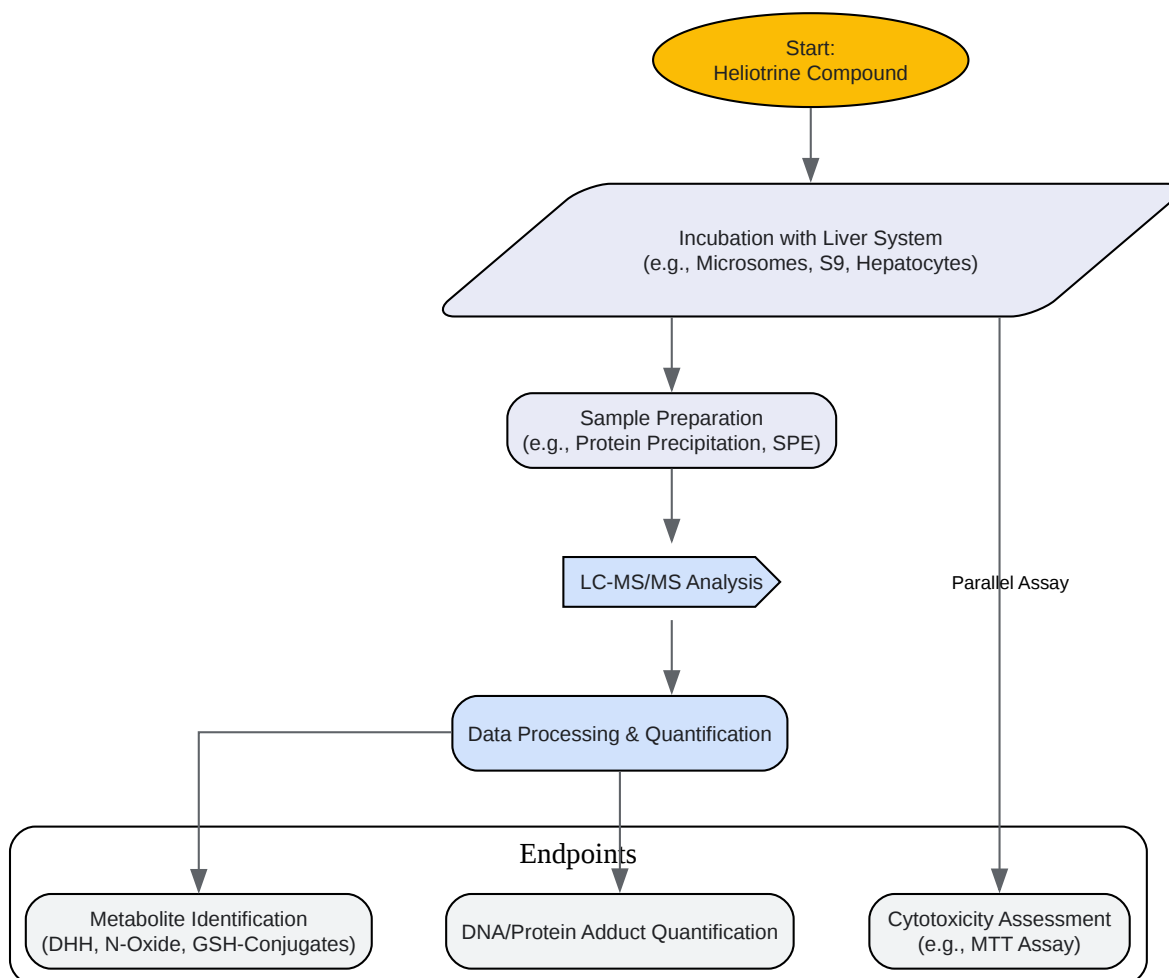 Start:
Heliotrine Compound
Incubation with Liver System
(e.g., Microsomes, S9, Hepatocytes)
Sample Preparation
(e.g., Protein Precipitation, SPE)
LC-MS/MS Analysis
Parallel Assay
Data Processing & Quantification
Endpoints
Metabolite Identification
(DHH, N-Oxide, GSH-Conjugates)
DNA/Protein Adduct Quantification
Cytotoxicity Assessment
(e.g., MTT Assay)